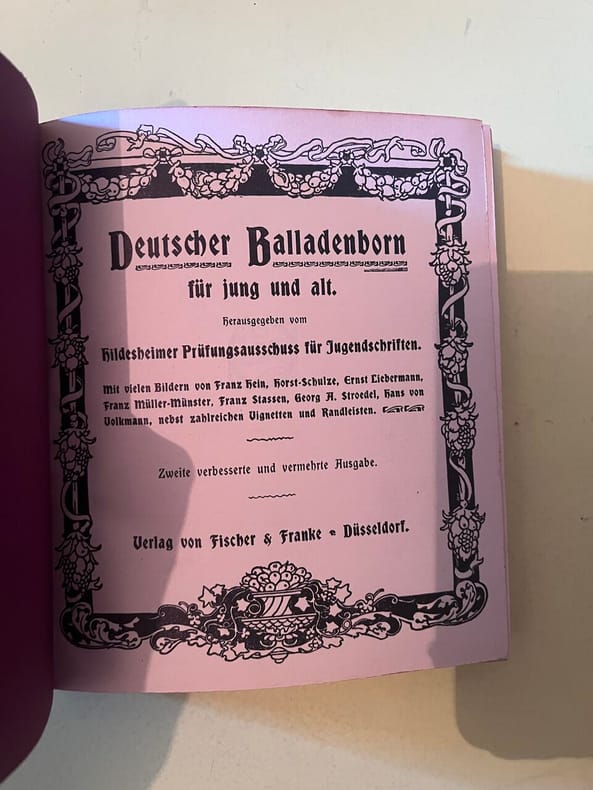 Deutscher Balladenborn
für jung und alt.
Herausgegeben vom
Hildesheimer Prüfungsausschuss für Jugendschriften.
Mit vielen Bildern von Franz Hein, Horst-Schulze, Ernst Liebermann,
Franz Müller-Münster, Franz Stassen, Georg A. Stroedel, Hans von
Volkmann, nebst zahlreichen Vignetten und Randleisten.
Zweite verbesserte und vermehrte Ausgabe.
Verlag von Fischer & Franke * Düsseldorf.